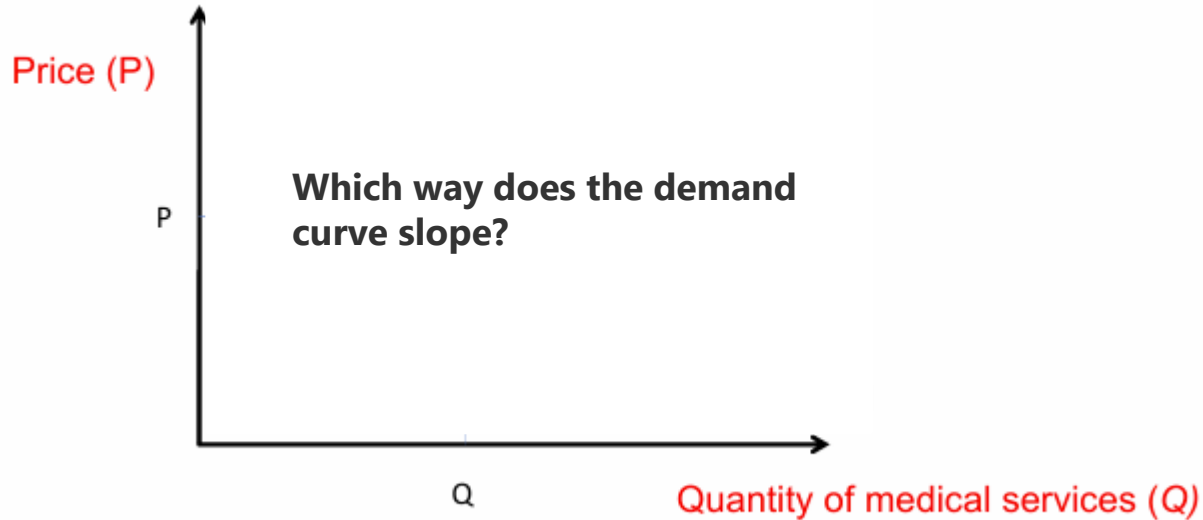 Price (P)
Which way does the demand
curve slope?
P
Q
Quantity of medical services (Q)